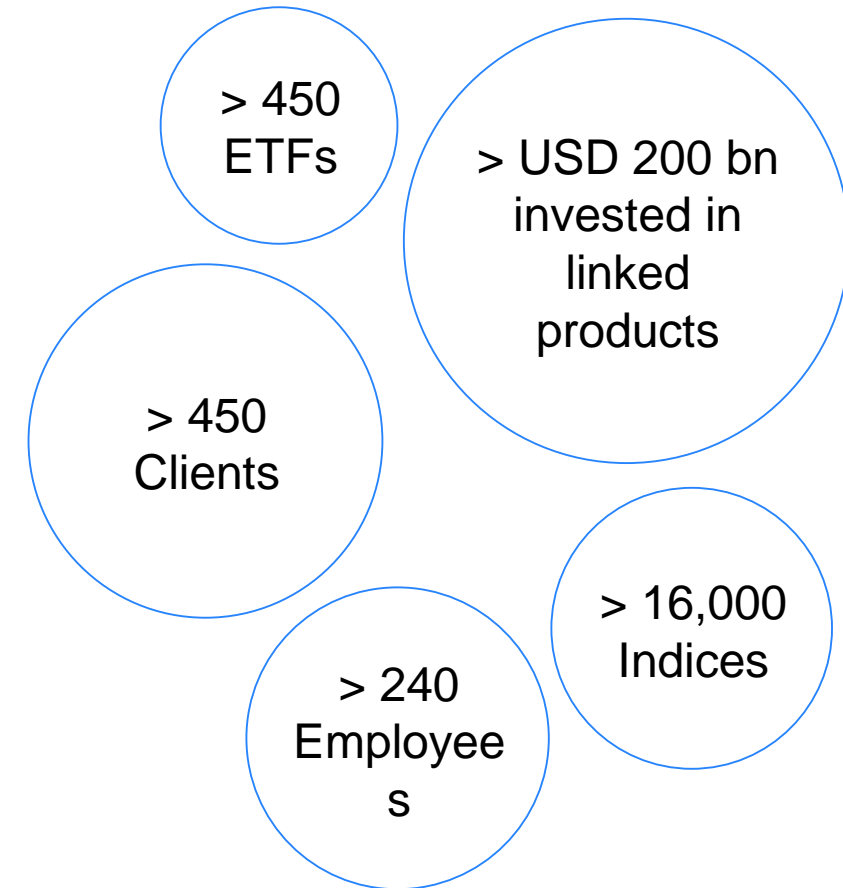 > 450
ETFs
> USD 200 bn
invested in
linked
products
> 450
Clients
> 16,000
Indices
> 240
Employee
s